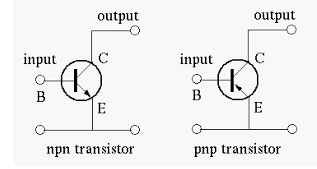 output
output
C
C
input
input
B
B
E
E
npn transistor
pnp transistor